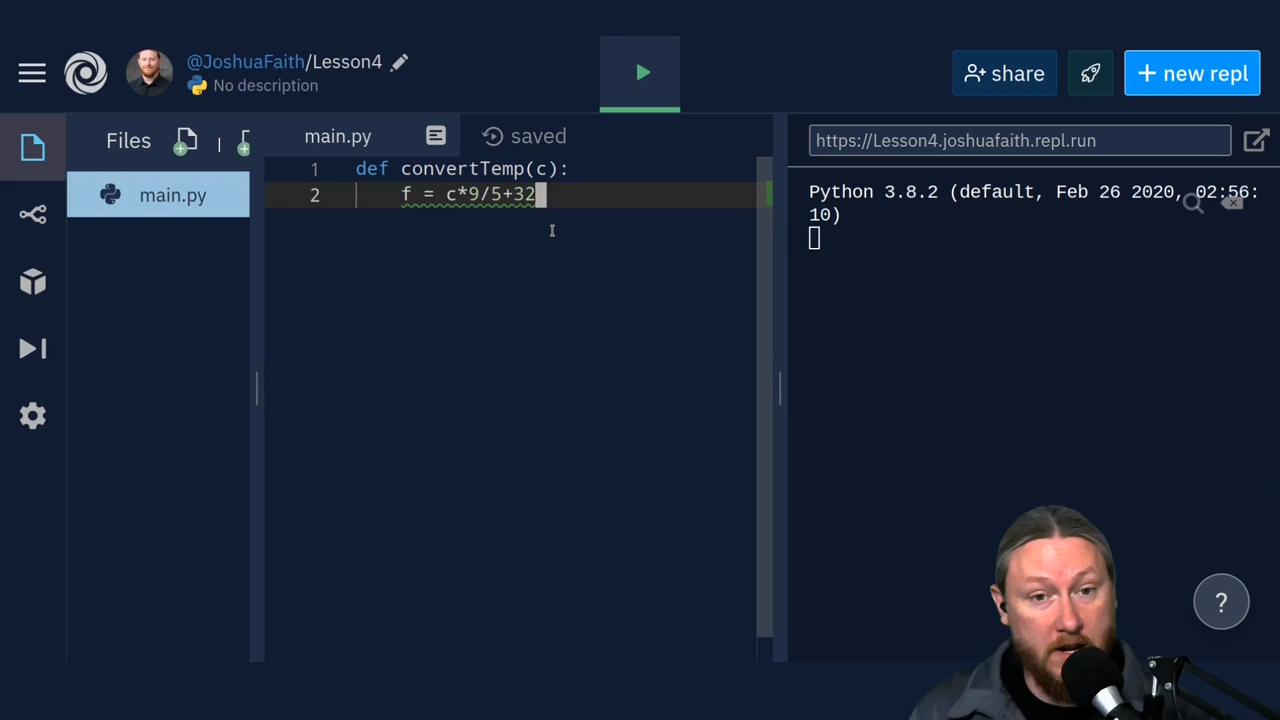 @JoshuaFaith/Lesson4
No description
share
+ new repl
Files
main.py
main.py
saved
1 def convertTemp(c):
2 f = c*9/5+32
https://Lesson4.joshuafaith.repl.run
Python 3.8.2 (default, Feb 26 2020, 02:56:
10)
?